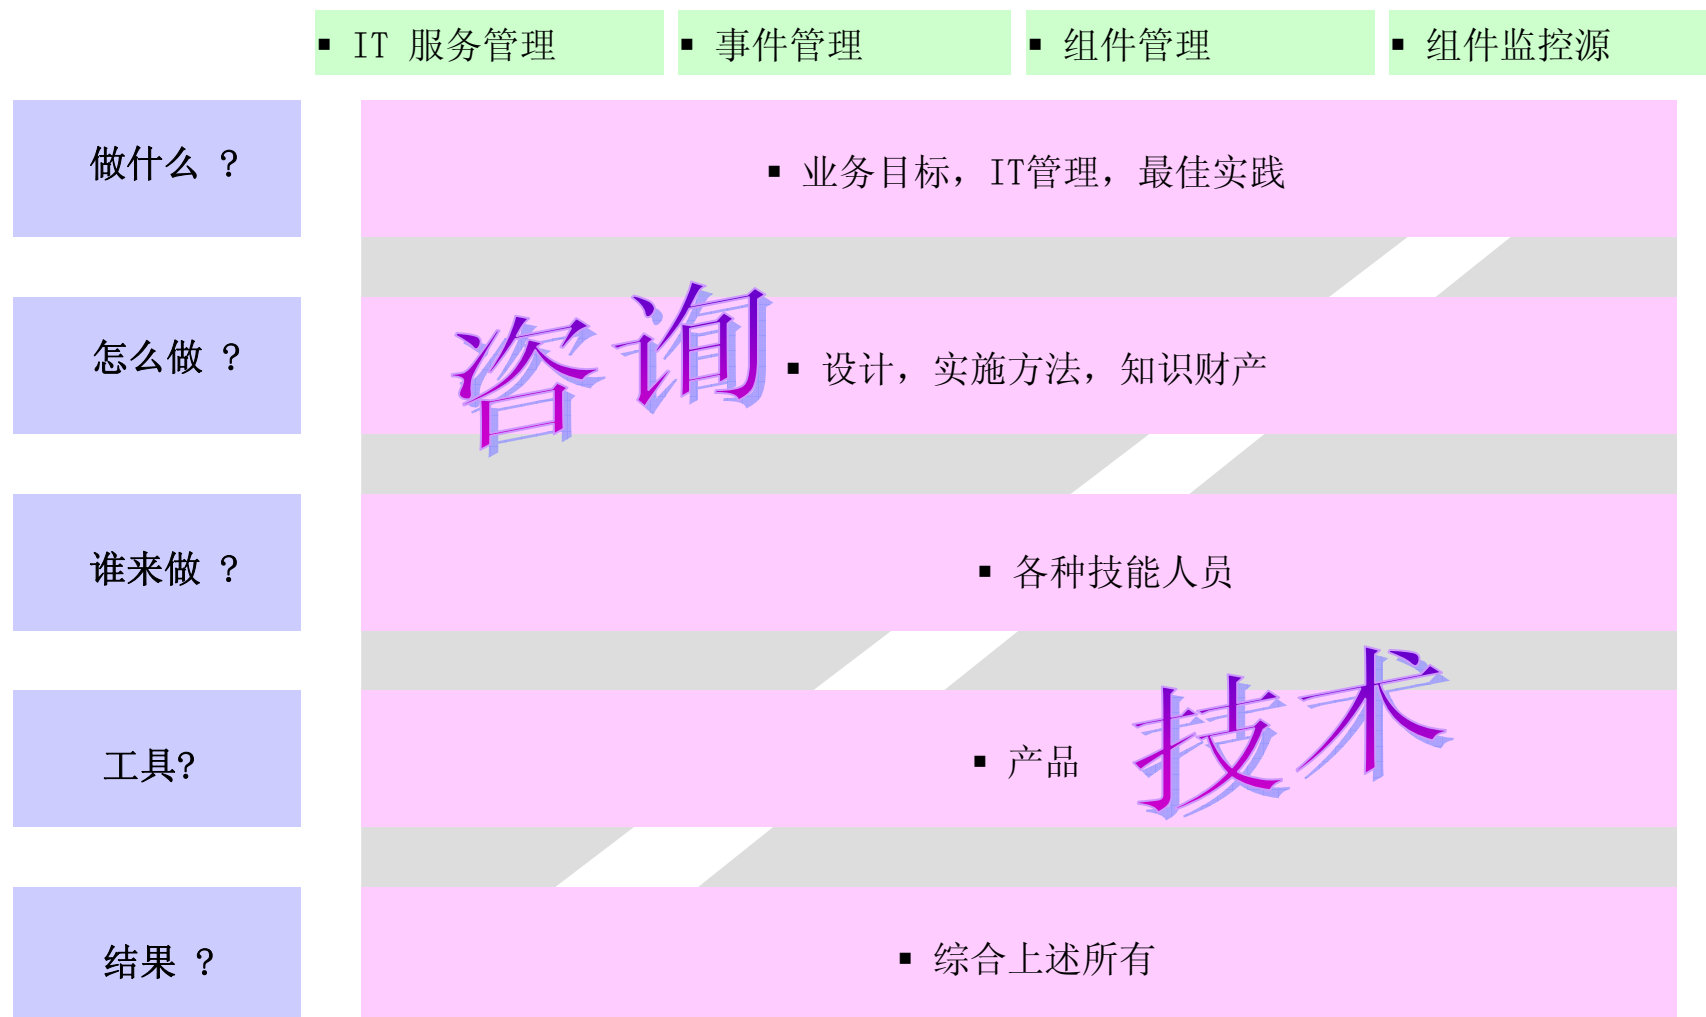 ▪ IT 服务管理
▪ 事件管理
▪ 组件管理
▪ 组件监控源
做什么 ?
▪ 业务目标，IT管理，最佳实践
怎么做 ?
咨询
▪ 设计，实施方法，知识财产
谁来做 ?
▪ 各种技能人员
工具?
▪ 产品
技术
结果 ?
▪ 综合上述所有